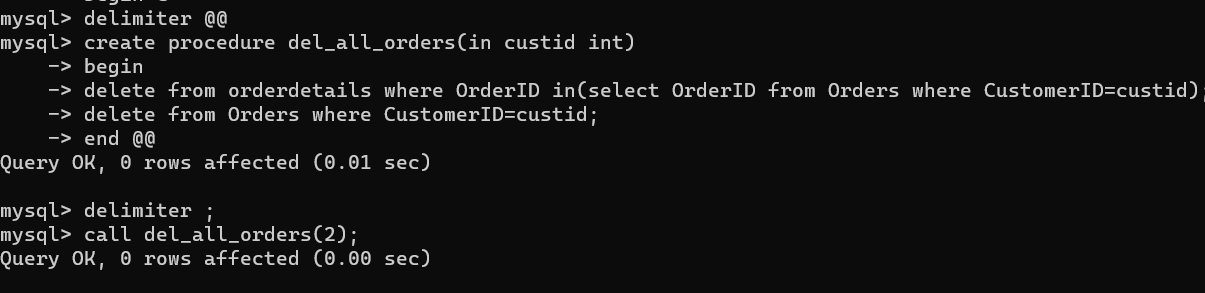 mysql> delimiter @@
mysql> create procedure del_all_orders(in custid int)
    -> begin
    -> delete from orderdetails where OrderID in(select OrderID from Orders where CustomerID=custid);
    -> delete from Orders where CustomerID=custid;
    -> end @@
Query OK, 0 rows affected (0.01 sec)

mysql> delimiter ;
mysql> call del_all_orders(2);
Query OK, 0 rows affected (0.00 sec)